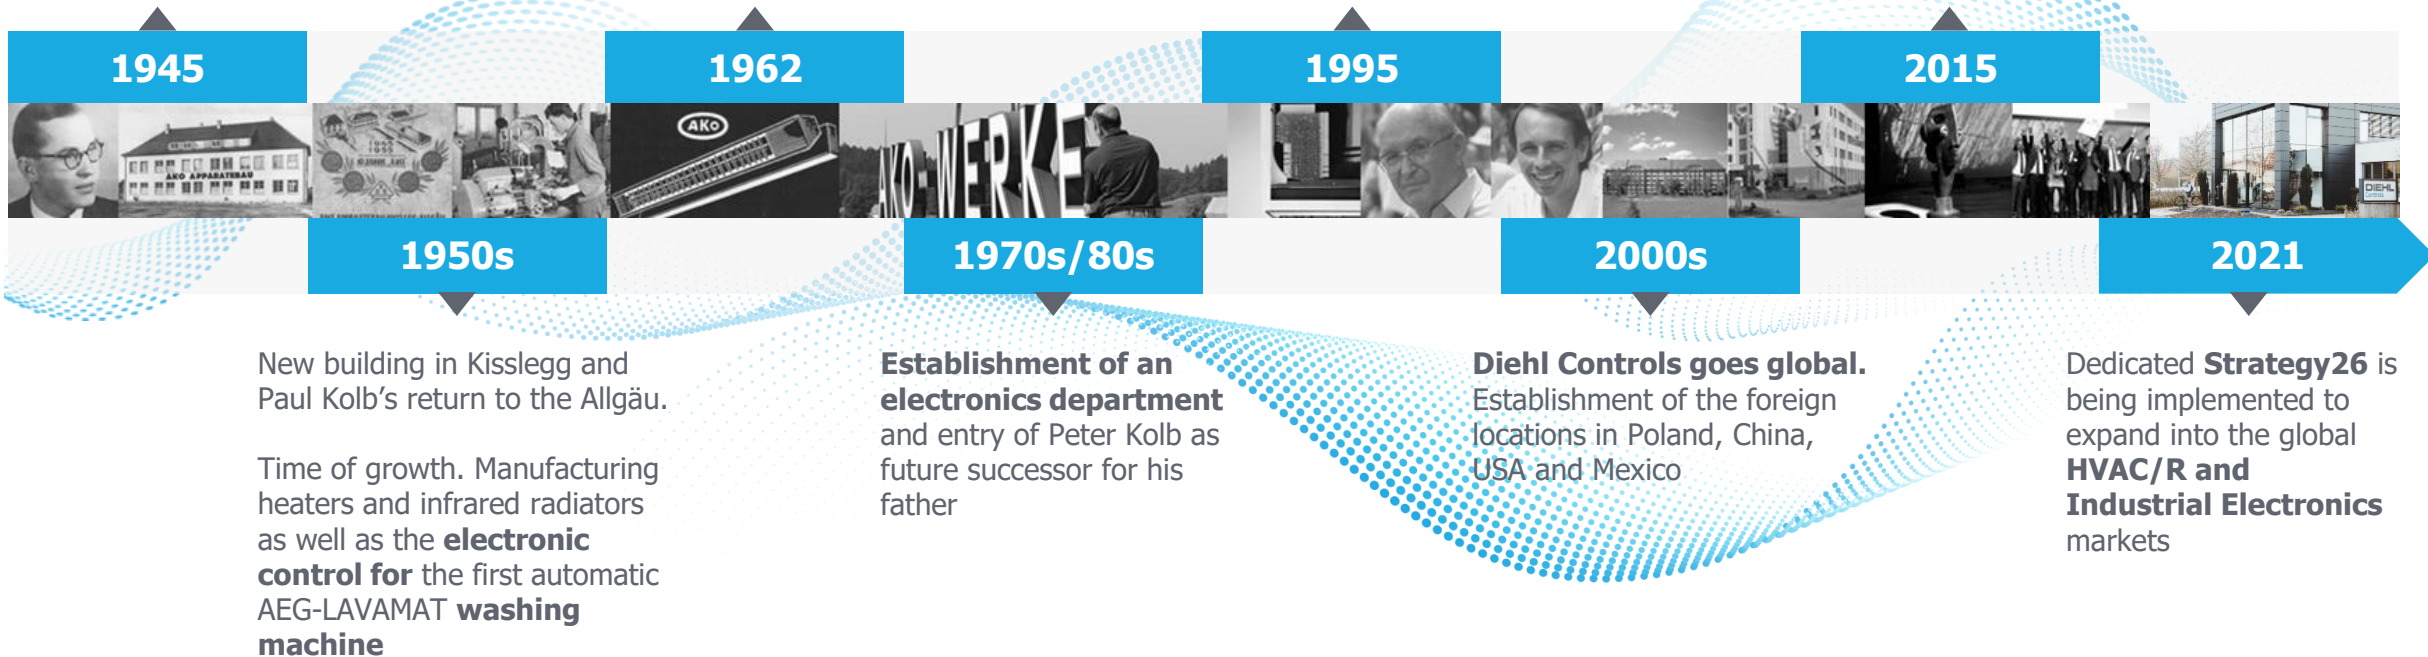 1945
1962
1995
2015
AKO APPARATEBAU
1945
1955
AKO
AKO-WERKE
DIEHL
Controls
1950s
1970s/80s
2000s
2021
New building in Kisslegg and
Paul Kolb’s return to the Allgäu.
Time of growth. Manufacturing
heaters and infrared radiators
as well as the electronic
control for the first automatic
AEG-LAVAMAT washing
machine
Establishment of an
electronics department
and entry of Peter Kolb as
future successor for his
father
Diehl Controls goes global.
Establishment of the foreign
locations in Poland, China,
USA and Mexico
Dedicated Strategy26 is
being implemented to
expand into the global
HVAC/R and
Industrial Electronics
markets